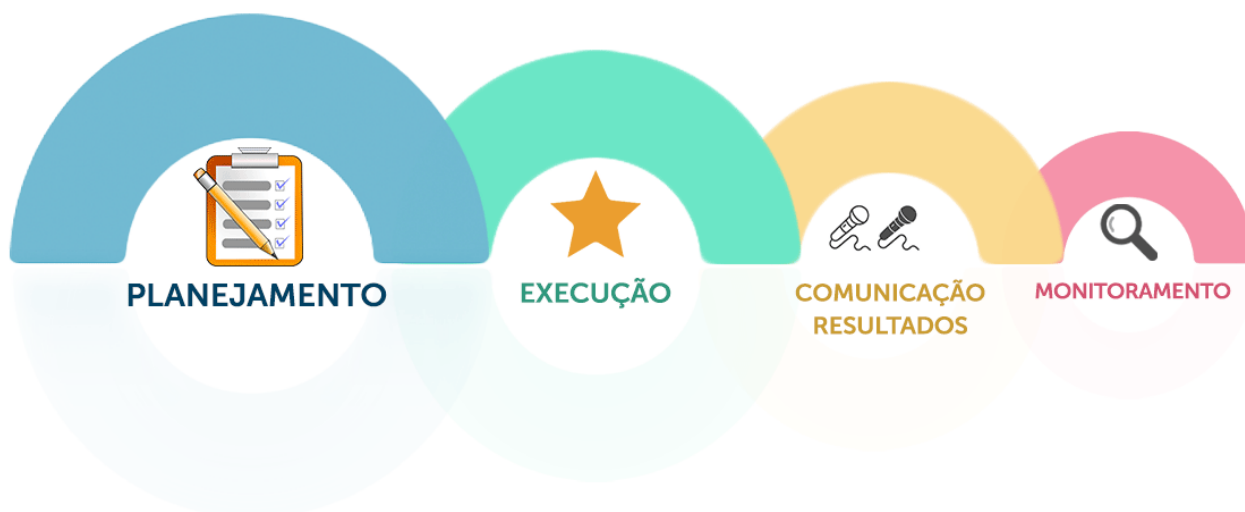 PLANEJAMENTO
EXECUÇÃO
COMUNICAÇÃO
RESULTADOS
MONITORAMENTO